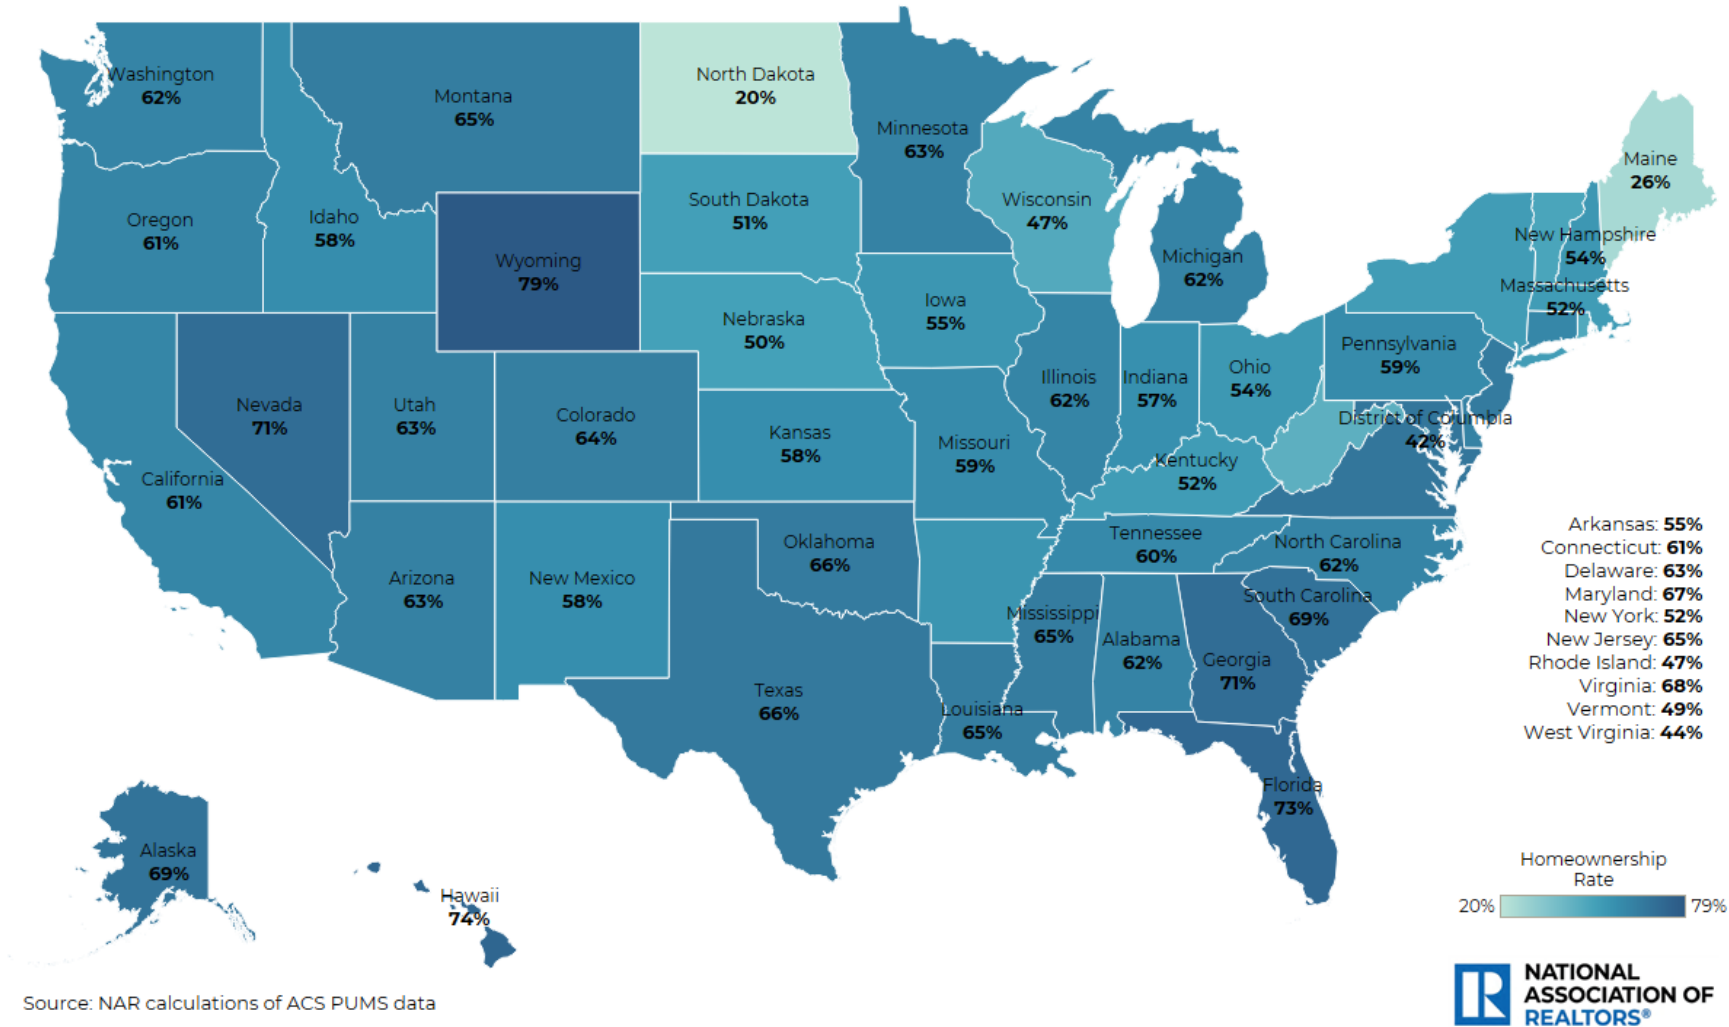 Washington
62%
Montana
65%
North Dakota
20%
Minnesota
63%
Maine
26%
Oregon
61%
Idaho
58%
Wyoming
79%
South Dakota
51%
Wisconsin
47%
Michigan
62%
New Hampshire
54%
Massachusetts
52%
Iowa
55%
Nebraska
50%
Pennsylvania
59%
Nevada
71%
Utah
63%
Colorado
64%
Illinois
62%
Indiana
57%
Ohio
54%
Kansas
58%
Missouri
59%
District of Columbia
42%
California
61%
Kentucky
52%
Arizona
63%
New Mexico
58%
Oklahoma
66%
Tennessee
60%
North Carolina
62%
South Carolina
69%
Mississippi
65%
Alabama
62%
Georgia
71%
Texas
66%
Louisiana
65%
Florida
73%
Arkansas: 55%
Connecticut: 61%
Delaware: 63%
Maryland: 67%
New York: 52%
New Jersey: 65%
Rhode Island: 47%
Virginia: 68%
Vermont: 49%
West Virginia: 44%
Alaska
69%
Hawaii
74%
Homeownership
Rate
20% 79%
Source: NAR calculations of ACS PUMS data
R
NATIONAL
ASSOCIATION OF
REALTORS®